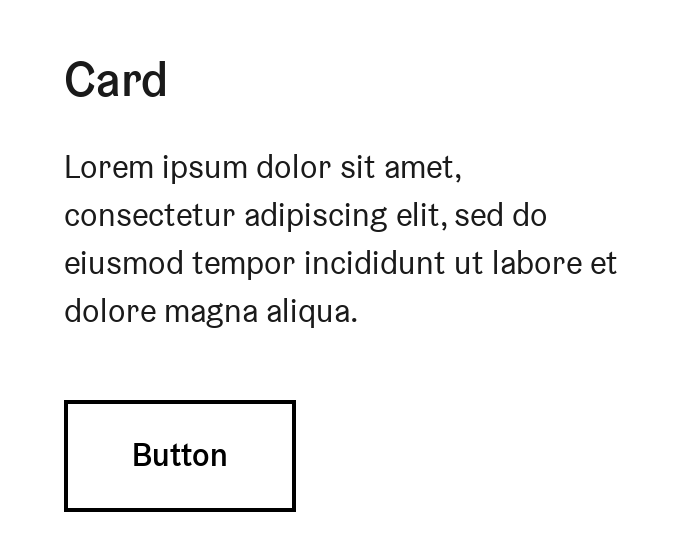 Card
Lorem ipsum dolor sit amet,
consectetur adipiscing elit, sed do
eiusmod tempor incididunt ut labore et
dolore magna aliqua.
Button